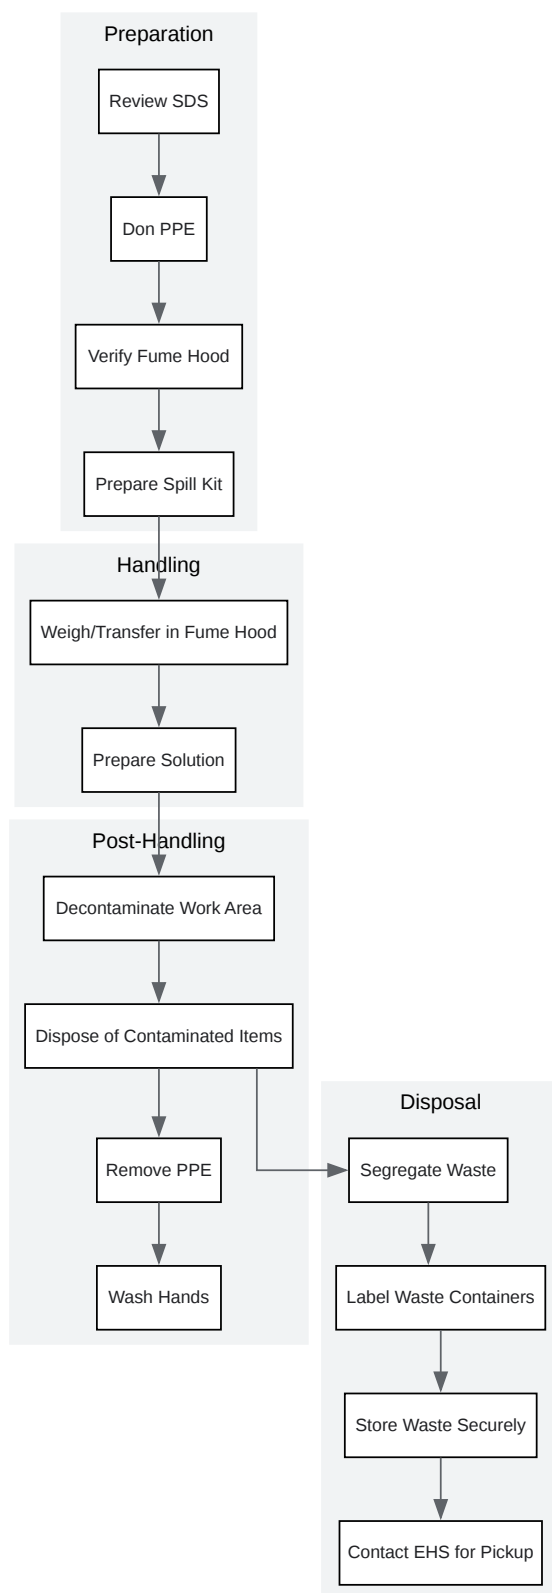 Preparation
Review SDS
Don PPE
Verify Fume Hood
Prepare Spill Kit
Handling
Weigh/Transfer in Fume Hood
Prepare Solution
Post-Handling
Decontaminate Work Area
Dispose of Contaminated Items
Remove PPE
Wash Hands
Disposal
Segregate Waste
Label Waste Containers
Store Waste Securely
Contact EHS for Pickup